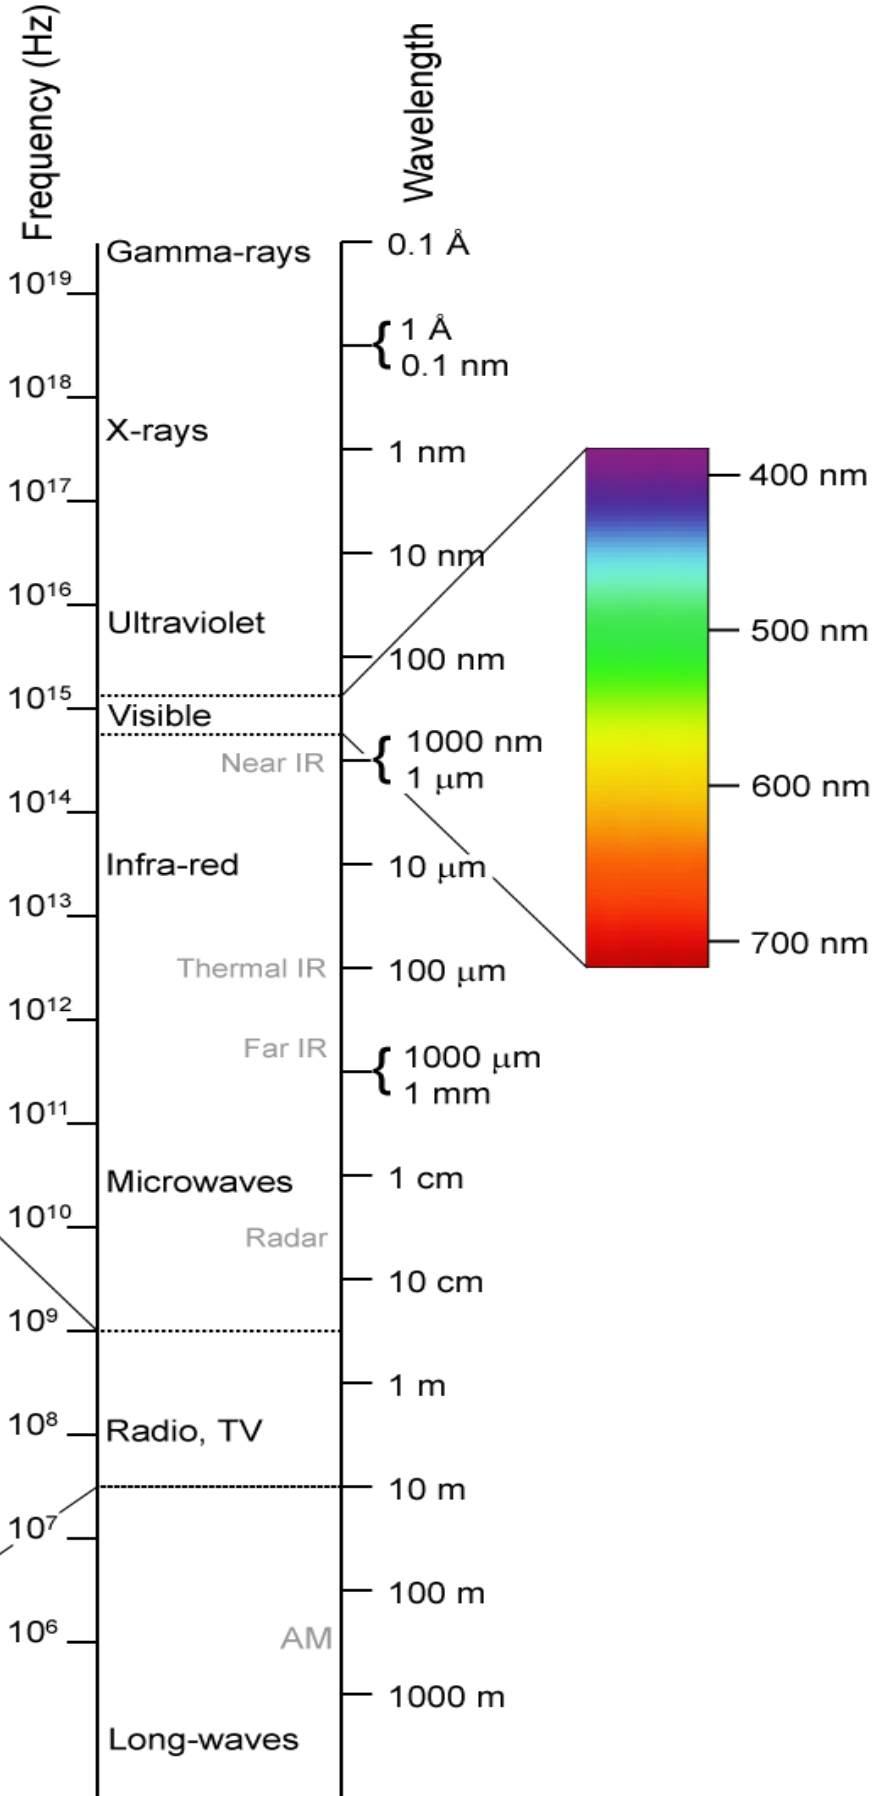 Frequency (Hz)
Wavelength
Gamma-rays
0.1 Å
10¹⁹
1 Å
0.1 nm
10¹⁸
X-rays
1 nm
400 nm
10¹⁷
10 nm
10¹⁶
Ultraviolet
500 nm
100 nm
10¹⁵
Visible
1000 nm
Near IR
1 μm
600 nm
10¹⁴
Infra-red
10 μm
10¹³
700 nm
Thermal IR
100 μm
10¹²
Far IR
1000 μm
1 mm
10¹¹
Microwaves
1 cm
10¹⁰
Radar
10 cm
10⁹
1 m
10⁸
Radio, TV
10 m
10⁷
100 m
10⁶
AM
1000 m
Long-waves